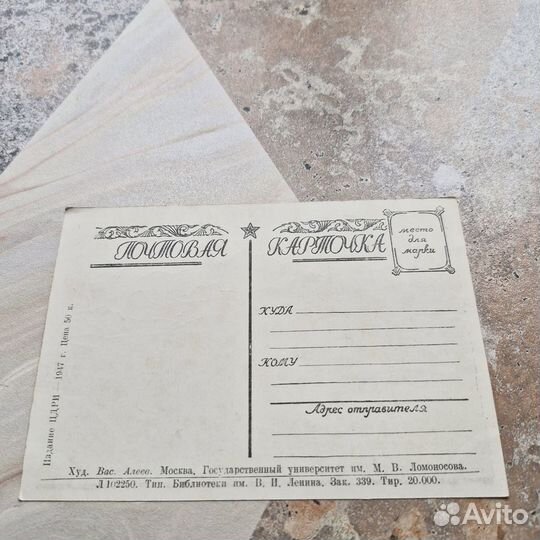 ПОЧТОВАЯ КАРТОЧКА
место
для
марки
КУДА
КОМУ
Адрес отправителя
Издание ЦДРИ — 1947 г. Цена 50 к.
Худ. Вас. Алево. Москва. Государственный университет им. М. В. Ломоносова.
Л 102250. Тип. Библиотеки им. В. И. Ленина. Зак. 339. Тир. 20.000.
Avito